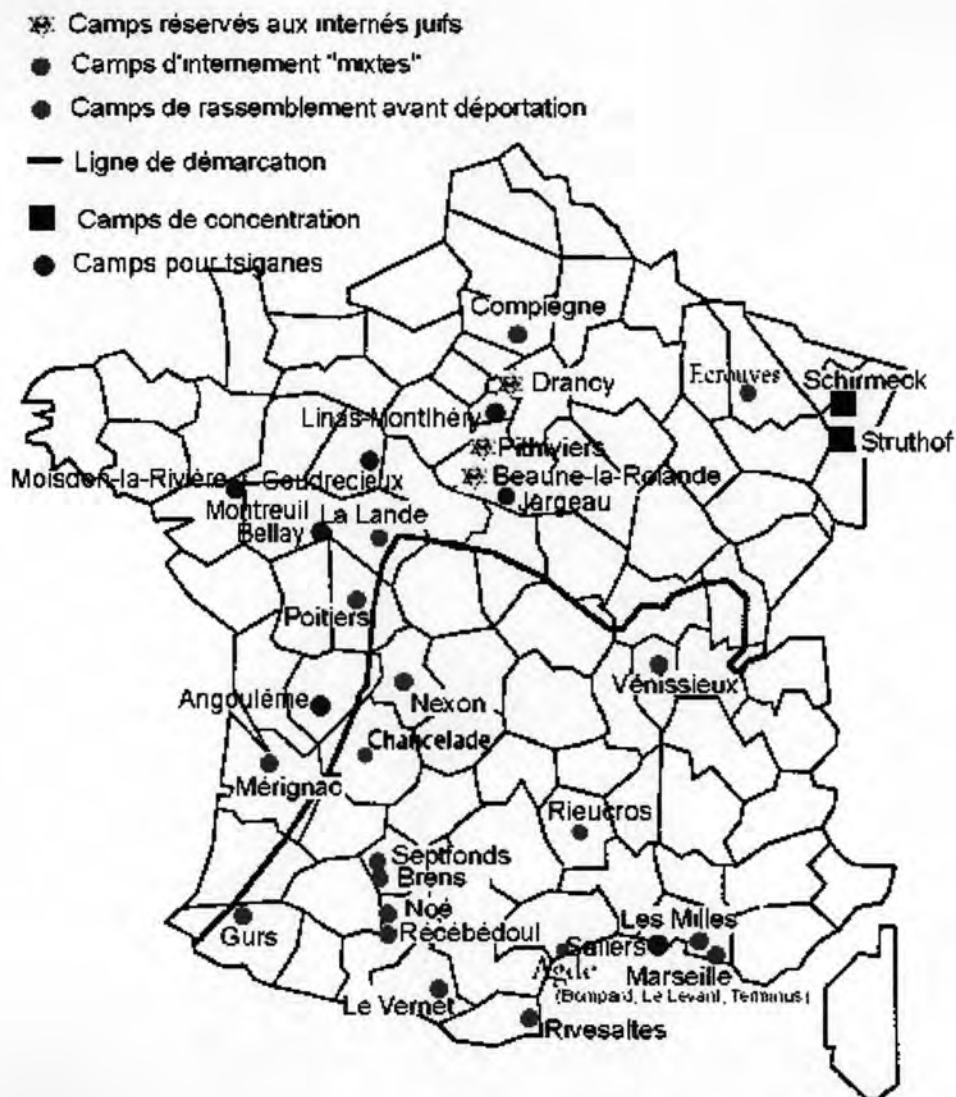 Camps réservés aux internés juifs
Camps d'internement "mixtes"
Camps de rassemblement avant déportation
Ligne de démarcation
Camps de concentration
Camps pour tsiganes
Compiègne
Drancy
Ecrouves
Schirmeck
Linas-Montlhéry
Struthof
Pithiviers
Moisdon-la-Rivière
Coudrecieux
Beaune-la-Rolande
Jargeau
Montreuil
Bellay
La Lande
Poitiers
Vénissieux
Angoulême
Nexon
Chancelade
Mérignac
Rieucros
Septfonds
Brens
Noé
Récébédoul
Gurs
Les Milles
Saliers
Agde
Marseille
(Bompard, Le Levant, Terminus)
Le Vernet
Rivesaltes